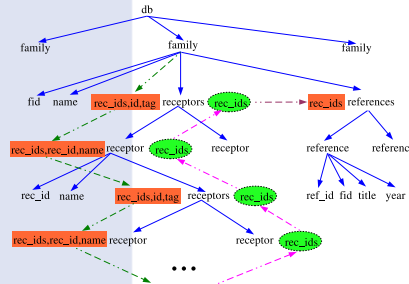 db
family family family
fid name rec_ids,id,tag receptors rec_ids rec_ids references
rec_ids,rec_id,name receptor rec_ids receptor reference referenc
rec_id name rec_ids,id,tag receptors rec_ids ref_id fid title year
rec_ids,rec_id,name receptor receptor rec_ids
...